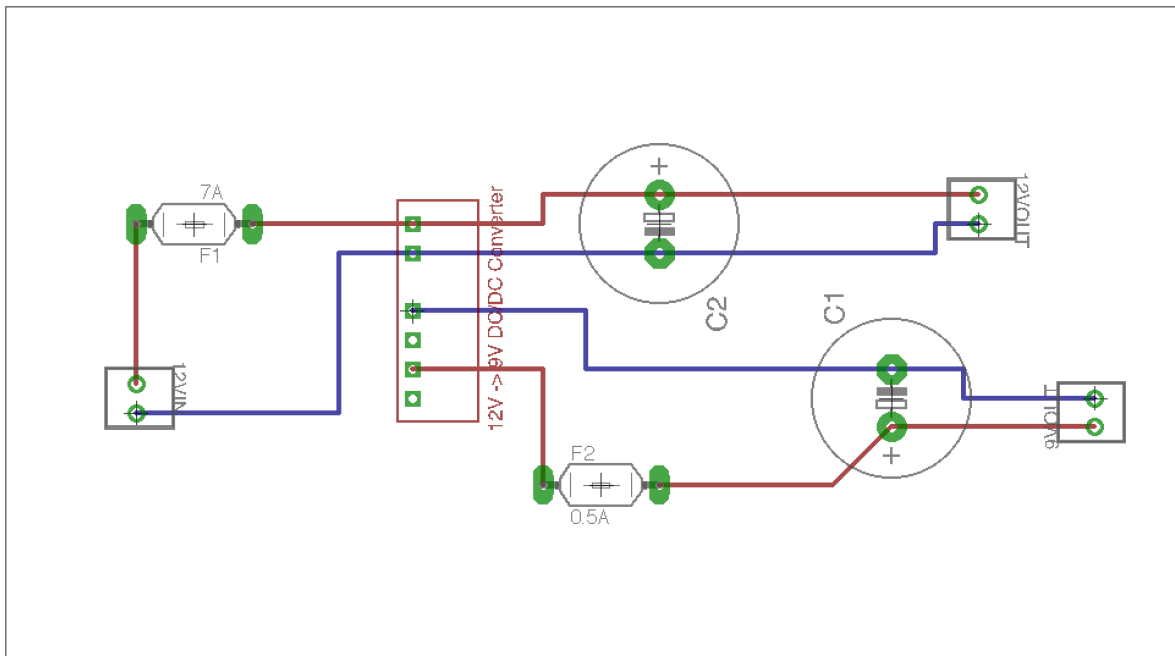 7A
F1
12VIN
12V -> 9V DC/DC Converter
+
C2
12VOUT
C1
+
9VOUT
F2
0.5A